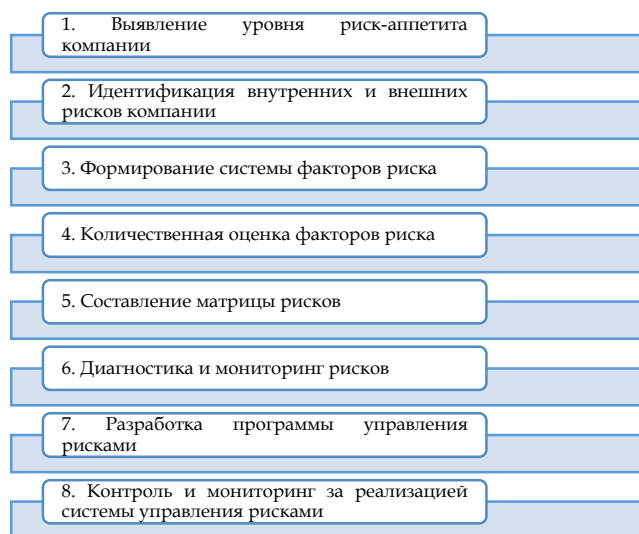 1. Выявление уровня риск-аппетита
компании
2. Идентификация внутренних и внешних
рисков компании
3. Формирование системы факторов риска
4. Количественная оценка факторов риска
5. Составление матрицы рисков
6. Диагностика и мониторинг рисков
7. Разработка программы управления
рисками
8. Контроль и мониторинг за реализацией
системы управления рисками